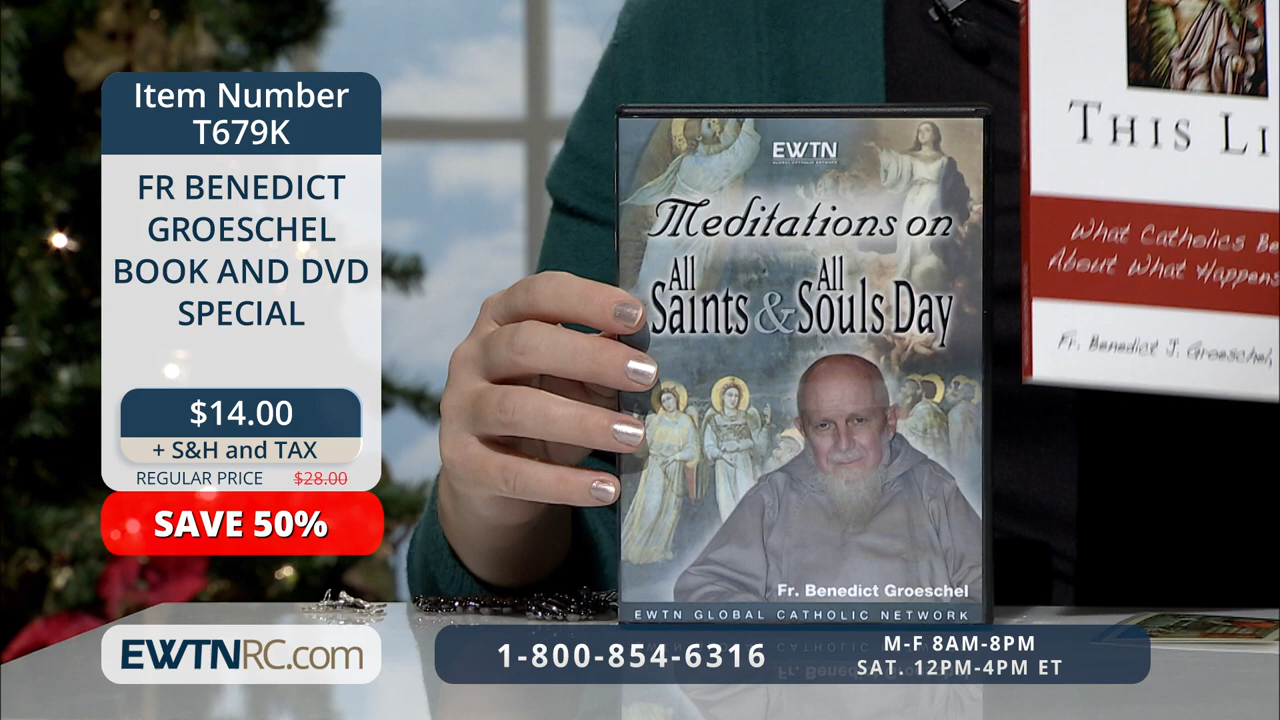 Item Number
T679K
FR BENEDICT
GROESCHEL
BOOK AND DVD
SPECIAL
$14.00
+ S&H and TAX
REGULAR PRICE $28.00
SAVE 50%
EWTN
GLOBAL CATHOLIC NETWORK
Meditations on
All All
Saints & Souls Day
Fr. Benedict Groeschel
EWTN GLOBAL CATHOLIC NETWORK
THIS LI
What Catholics Be
About What Happens
Fr. Benedict J. Groeschel,
EWTNRC.com
1-800-854-6316
M-F 8AM-8PM
SAT. 12PM-4PM ET